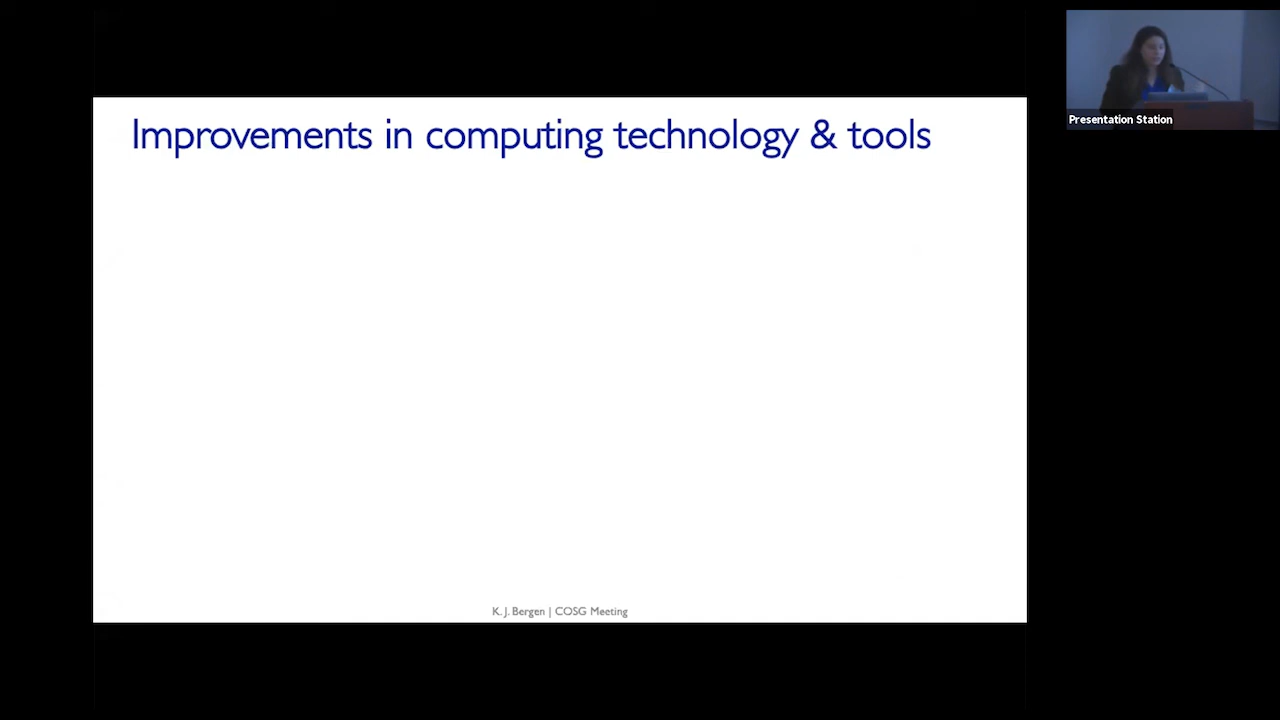 Improvements in computing technology & tools
Presentation Station
K. J. Bergen | COSG Meeting